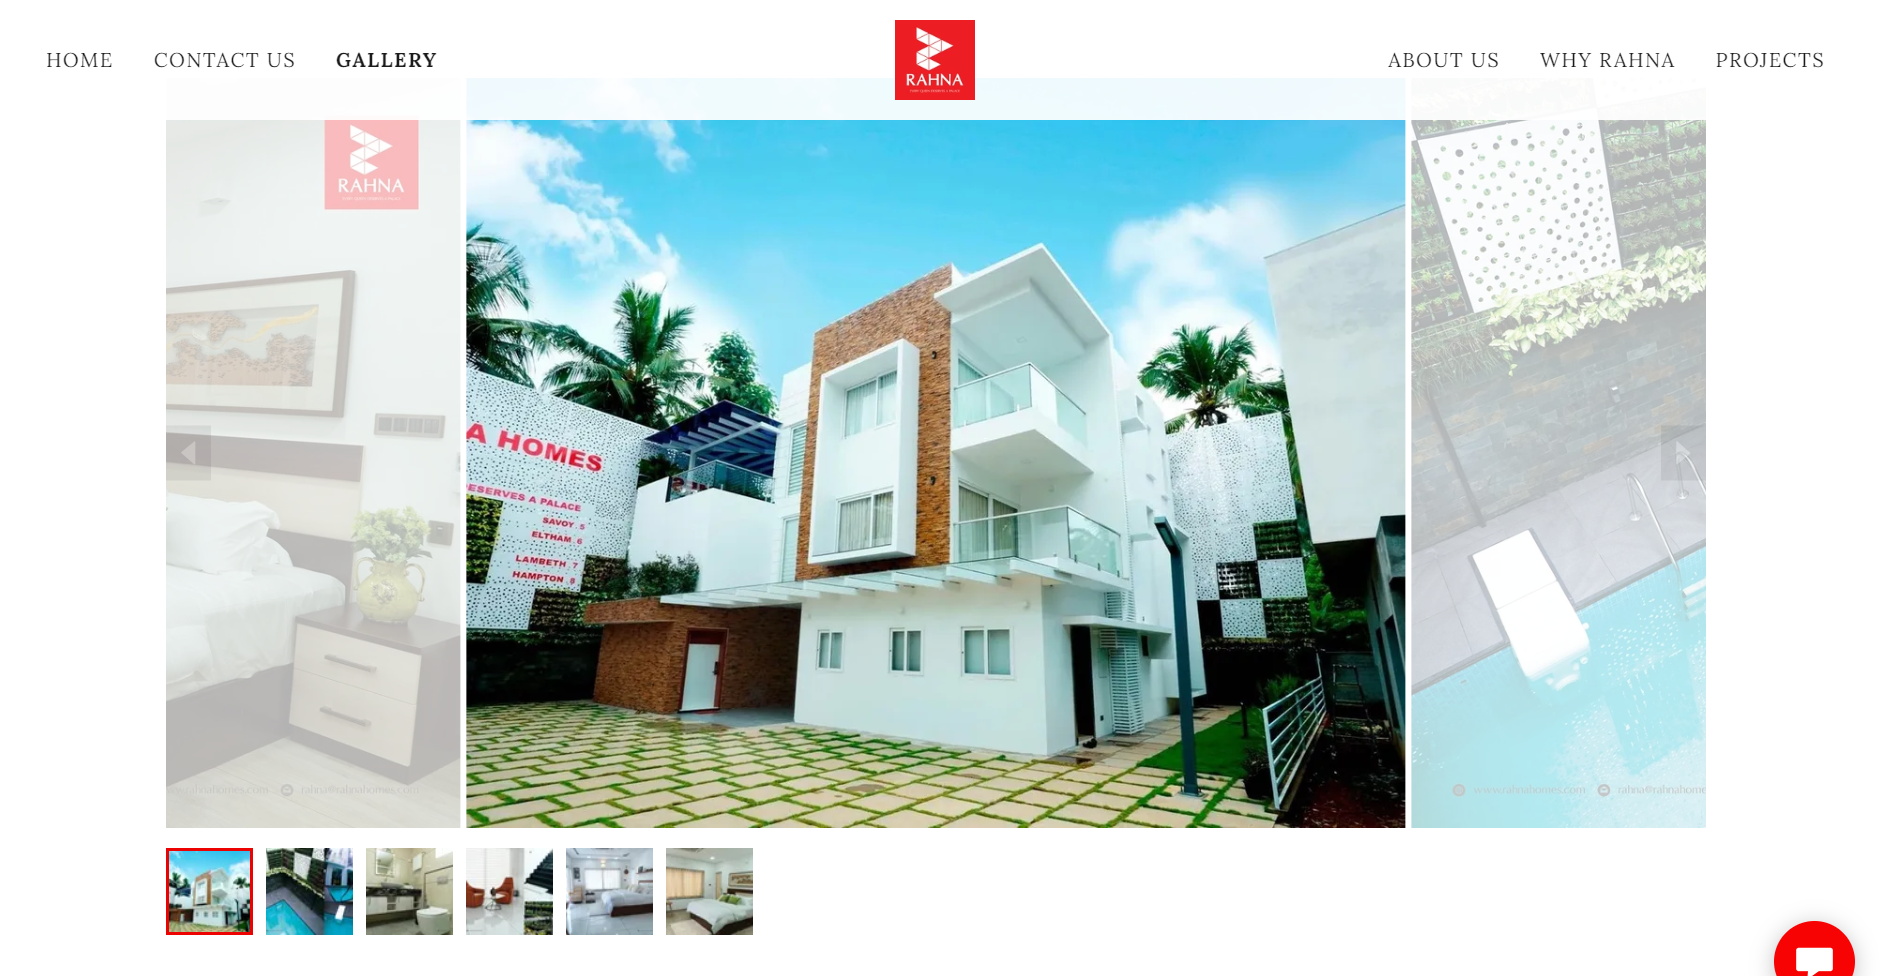 HOME CONTACT US GALLERY
RAHNA
ABOUT US WHY RAHNA PROJECTS
RAHNA
A HOMES
ESERVES A PALACE
SAVOY . 5
ELTHAM . 6
LAMBETH . 7
HAMPTON . 8
rahnahomes.com rahna@rahnahomes.com
www.rahnahomes.com rahna@rahnahome